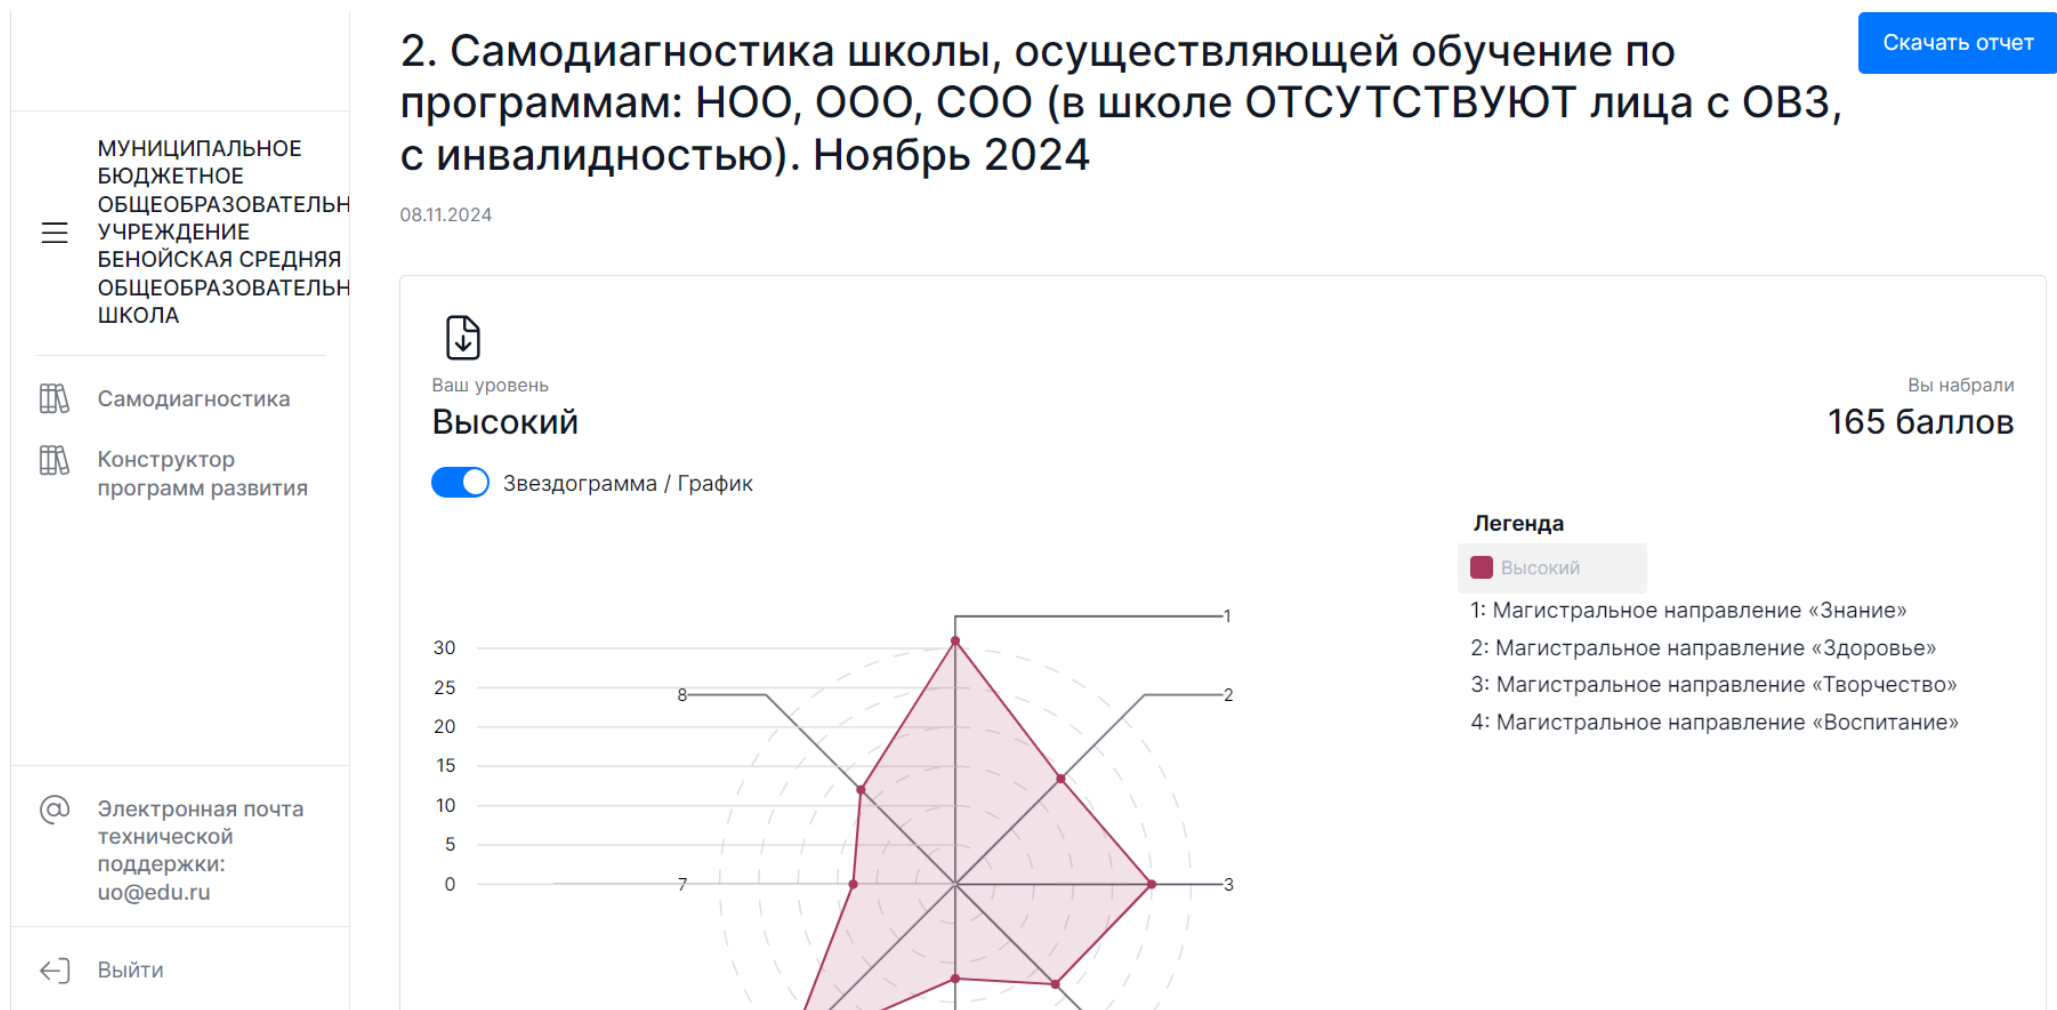 2. Самодиагностика школы, осуществляющей обучение по
программам: НОО, ООО, СОО (в школе ОТСУТСТВУЮТ лица с ОВЗ,
с инвалидностью). Ноябрь 2024
Скачать отчет
08.11.2024
МУНИЦИПАЛЬНОЕ
БЮДЖЕТНОЕ
ОБЩЕОБРАЗОВАТЕЛЬН
УЧРЕЖДЕНИЕ
БЕНОЙСКАЯ СРЕДНЯЯ
ОБЩЕОБРАЗОВАТЕЛЬН
ШКОЛА
Самодиагностика
Конструктор
программ развития
Электронная почта
технической
поддержки:
uo@edu.ru
Выйти
Ваш уровень
Высокий
Вы набрали
165 баллов
Звездограмма / График
30
25
20
15
10
5
0
1
2
3
7
8
Легенда
Высокий
1: Магистральное направление «Знание»
2: Магистральное направление «Здоровье»
3: Магистральное направление «Творчество»
4: Магистральное направление «Воспитание»